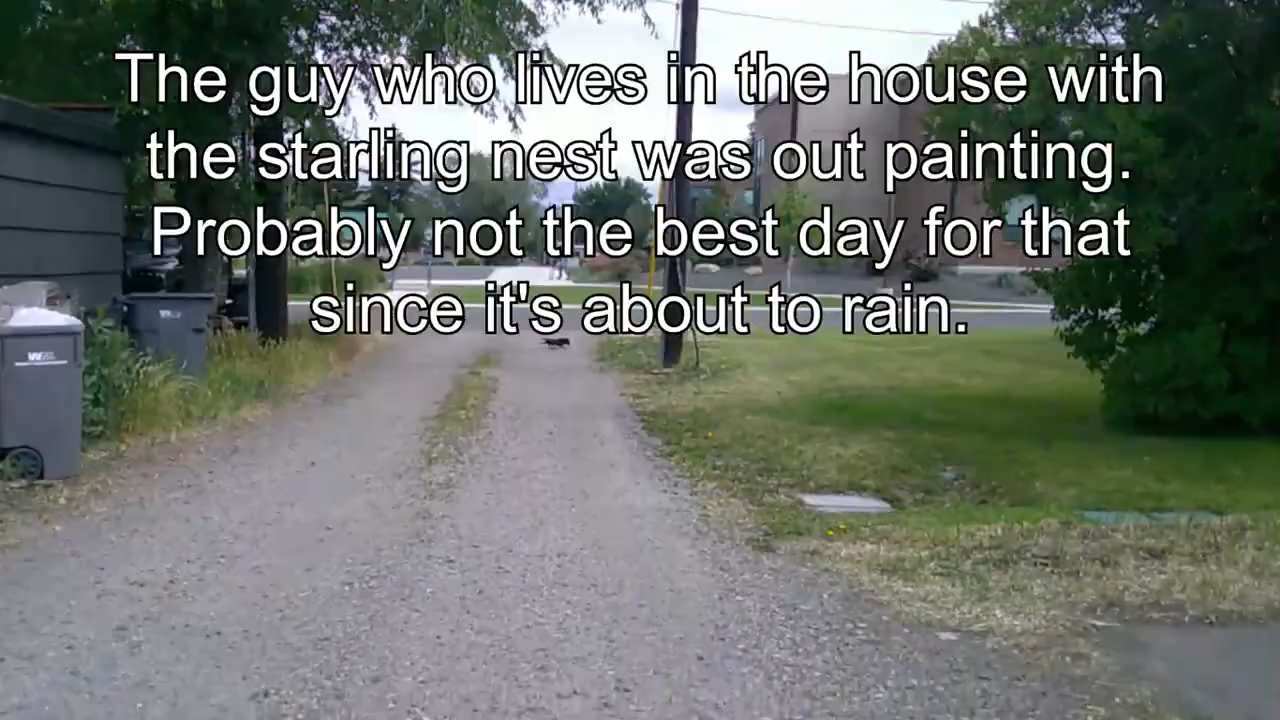 The guy who lives in the house with
the starling nest was out painting.
Probably not the best day for that
since it's about to rain.